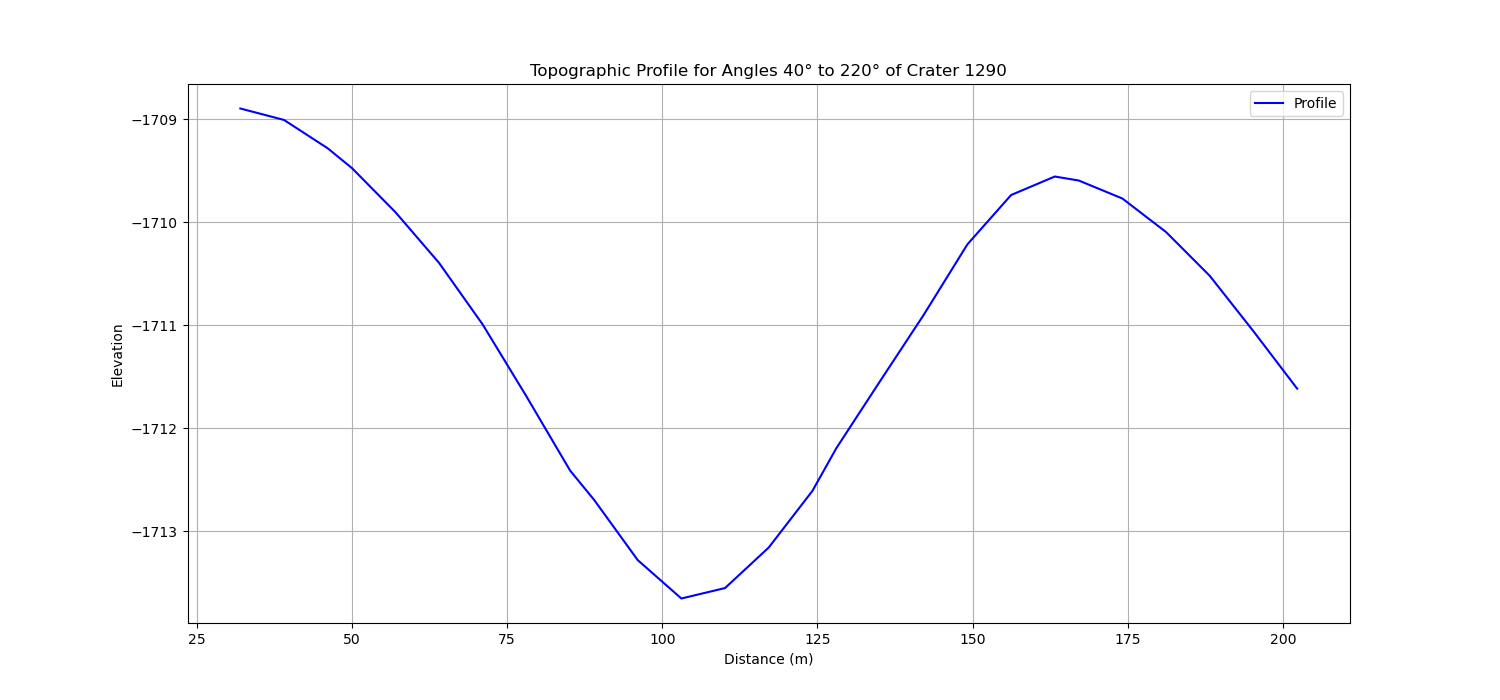 Topographic Profile for Angles 40° to 220° of Crater 1290
Profile
Elevation
−1709
−1710
−1711
−1712
−1713
25 50 75 100 125 150 175 200
Distance (m)